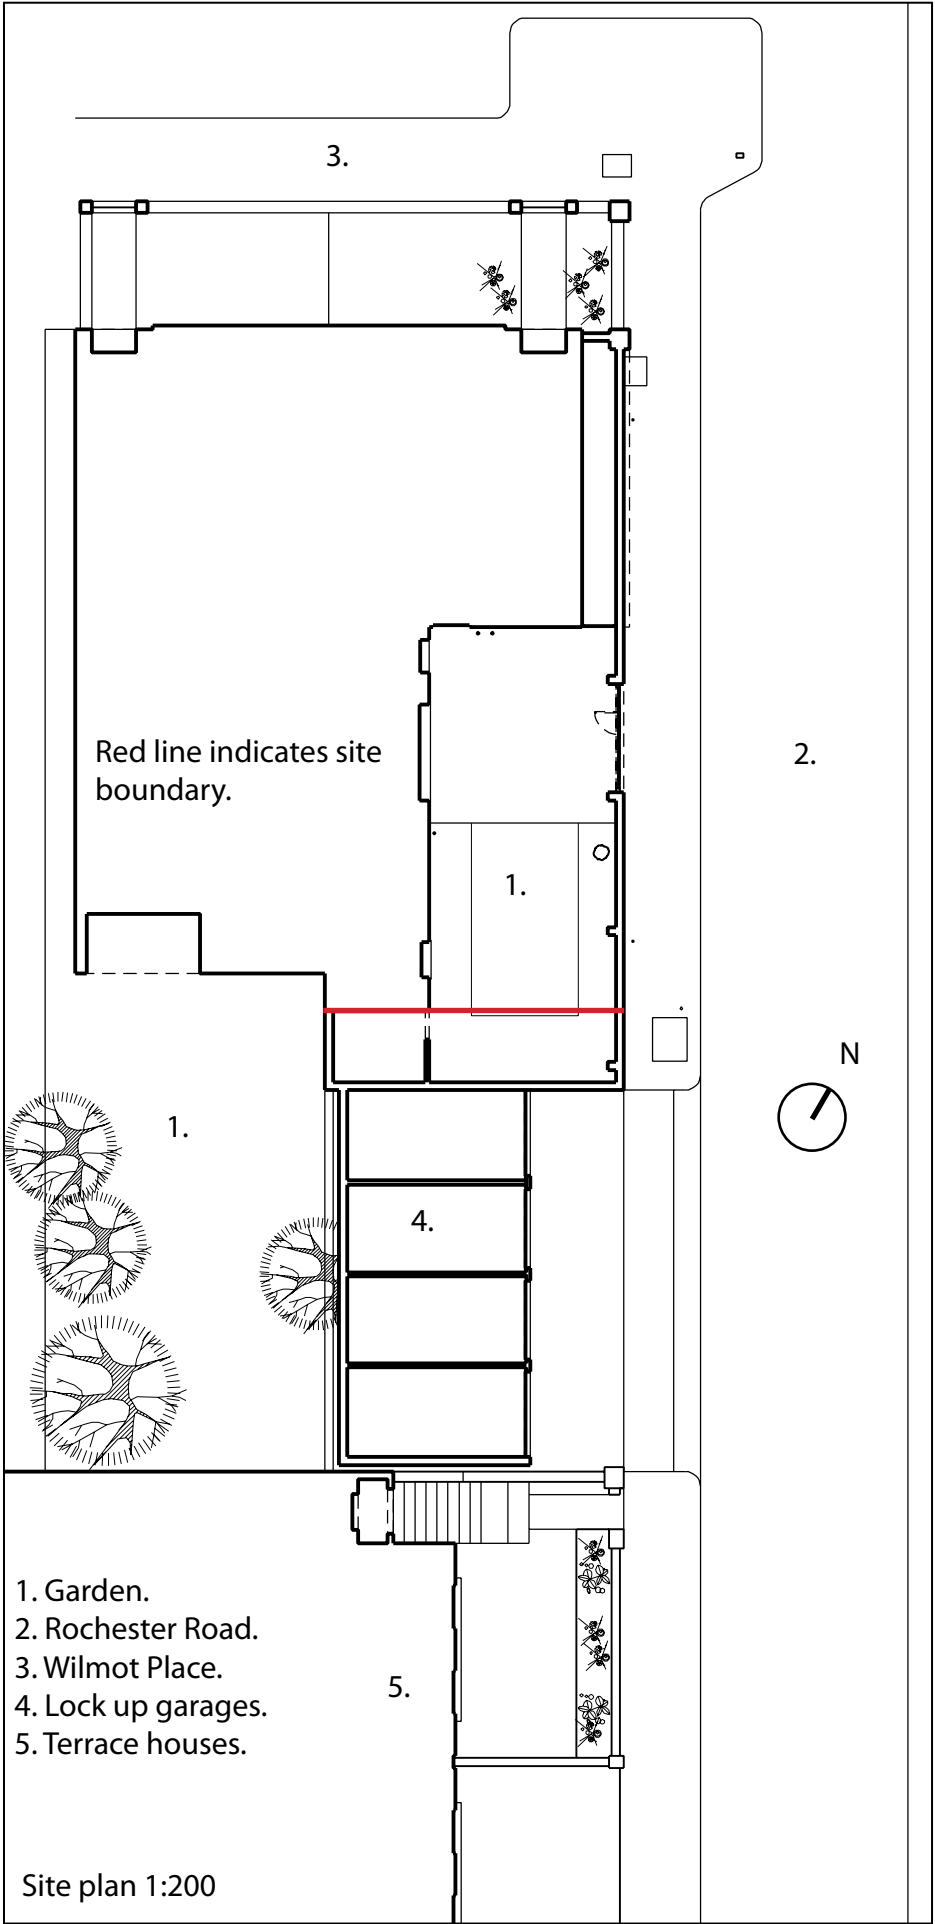 3.
Red line indicates site
boundary.
2.
1.
N
1.
4.
1. Garden.
2. Rochester Road.
3. Wilmot Place.
4. Lock up garages.
5. Terrace houses.
5.
Site plan 1:200